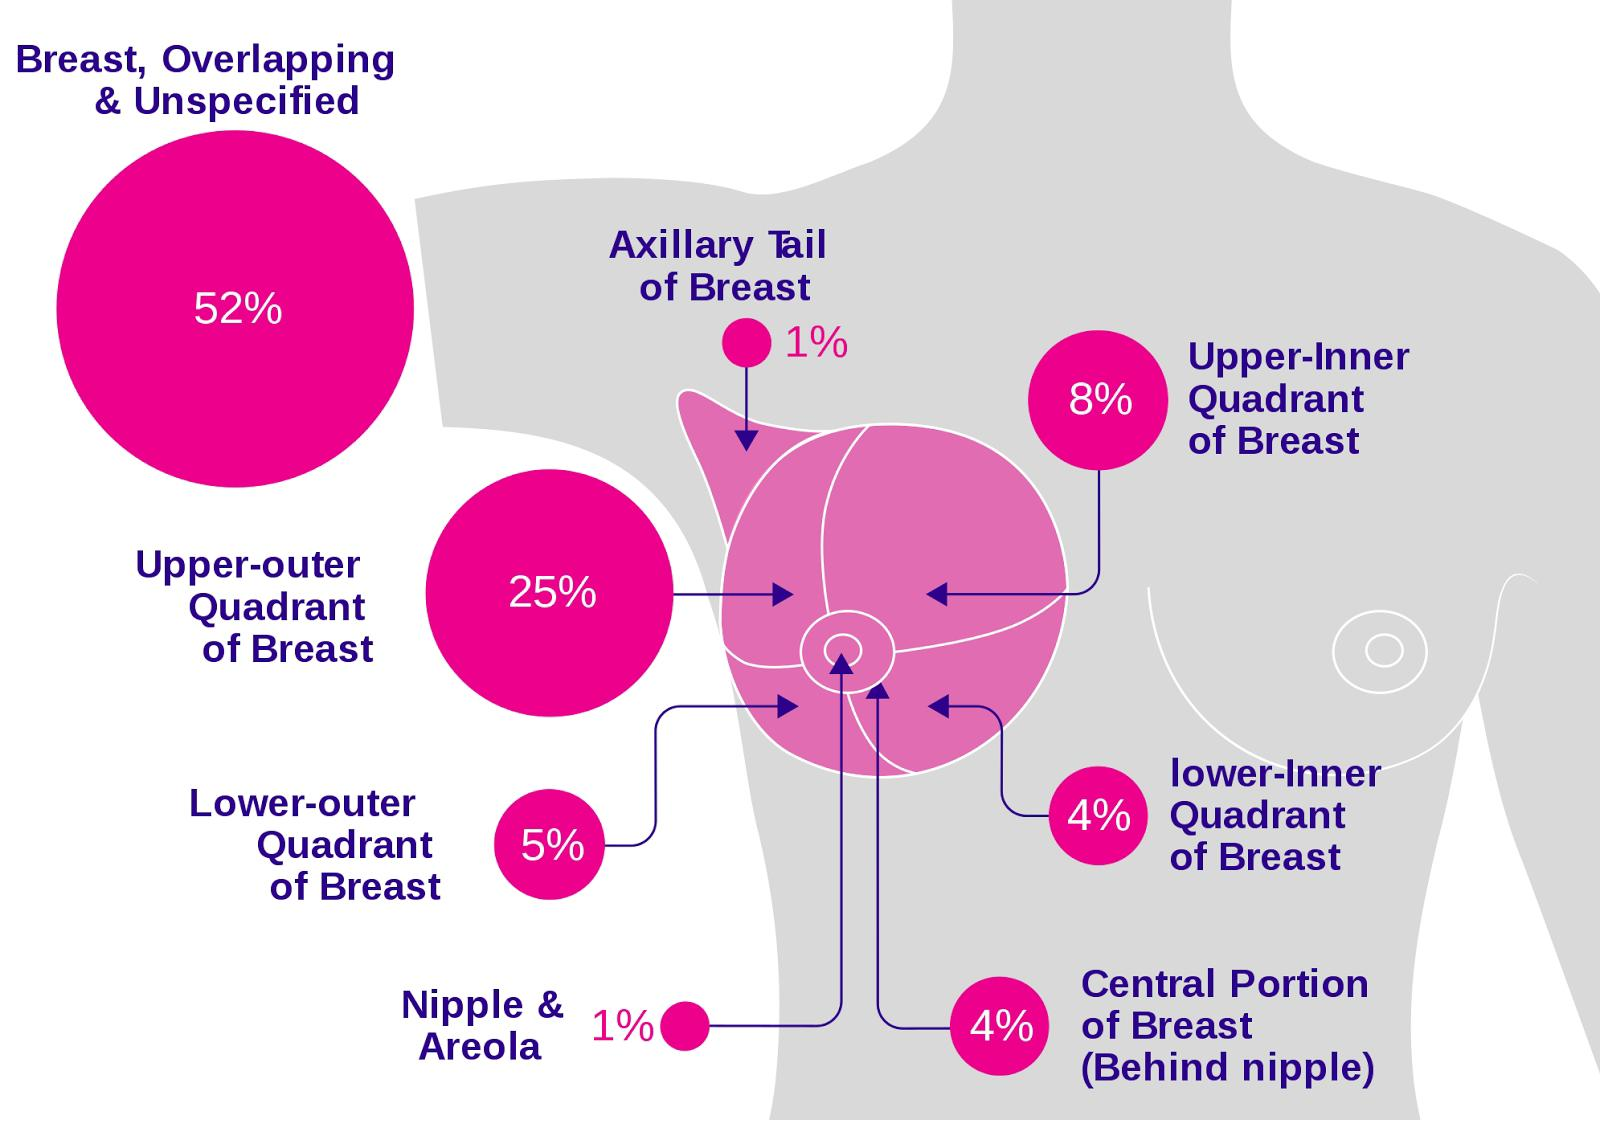 Breast, Overlapping
& Unspecified
52%
Axillary Tail
of Breast
1%
8%
Upper-Inner
Quadrant
of Breast
Upper-outer
Quadrant
of Breast
25%
Lower-outer
Quadrant
of Breast
5%
4%
lower-Inner
Quadrant
of Breast
Nipple &
Areola
1%
4%
Central Portion
of Breast
(Behind nipple)